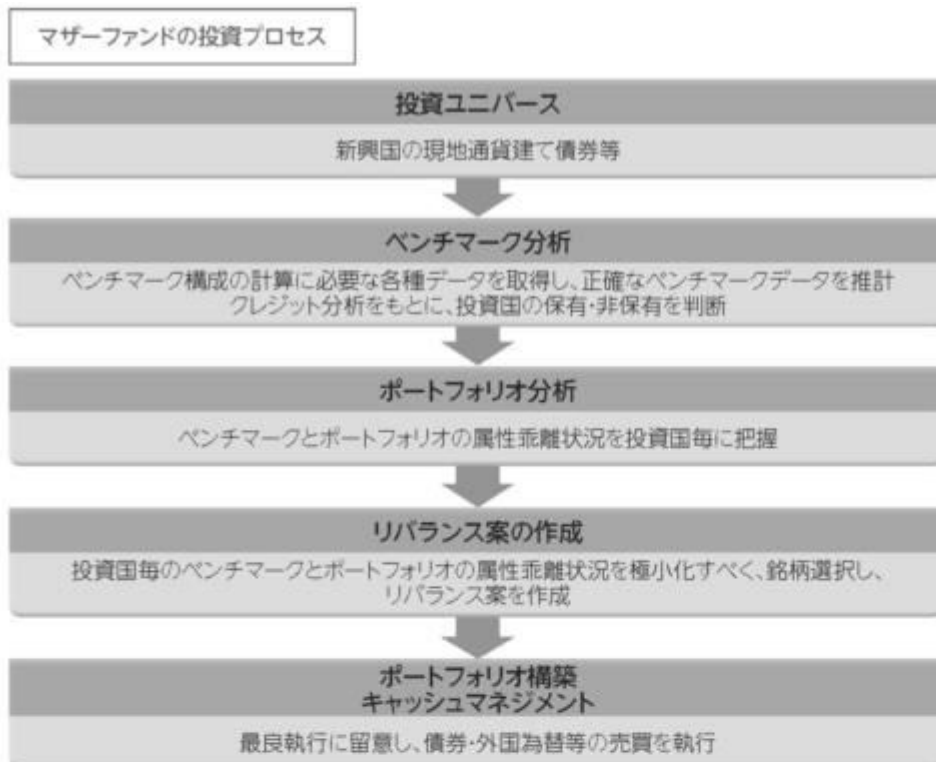 マザーファンドの投資プロセス
投資ユニバース
新興国の現地通貨建て債券等
ベンチマーク分析
ベンチマーク構成の計算に必要な各種データを取得し、正確なベンチマークデータを推計
クレジット分析をもとに、投資国の保有・非保有を判断
ポートフォリオ分析
ベンチマークとポートフォリオの属性乖離状況を投資国毎に把握
リバランス案の作成
投資国毎のベンチマークとポートフォリオの属性乖離状況を極小化すべく、銘柄選択し、
リバランス案を作成
ポートフォリオ構築
キャッシュマネジメント
最良執行に留意し、債券・外国為替等の売買を執行